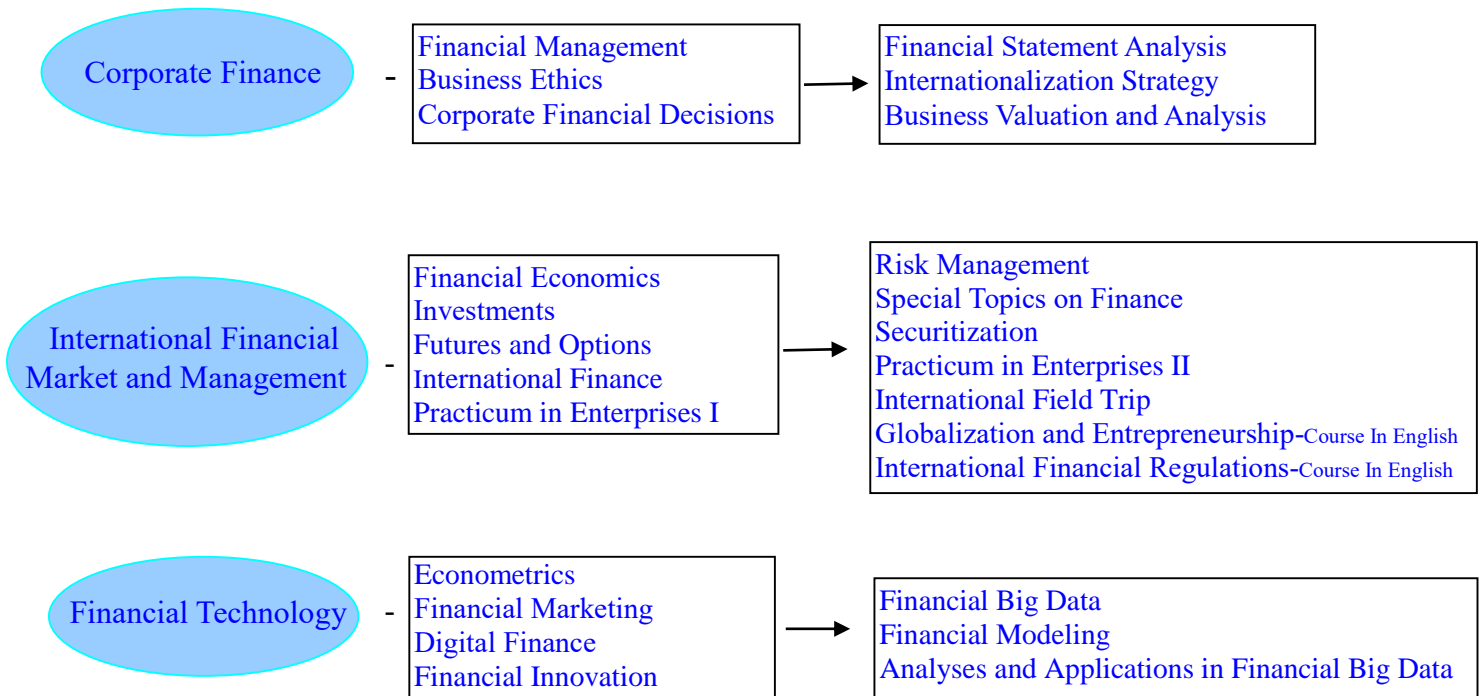 Corporate Finance
-
Financial Management
Business Ethics
Corporate Financial Decisions
Financial Statement Analysis
Internationalization Strategy
Business Valuation and Analysis
International Financial
Market and Management
-
Financial Economics
Investments
Futures and Options
International Finance
Practicum in Enterprises I
Risk Management
Special Topics on Finance
Securitization
Practicum in Enterprises II
International Field Trip
Globalization and Entrepreneurship-Course In English
International Financial Regulations-Course In English
Financial Technology
-
Econometrics
Financial Marketing
Digital Finance
Financial Innovation
Financial Big Data
Financial Modeling
Analyses and Applications in Financial Big Data